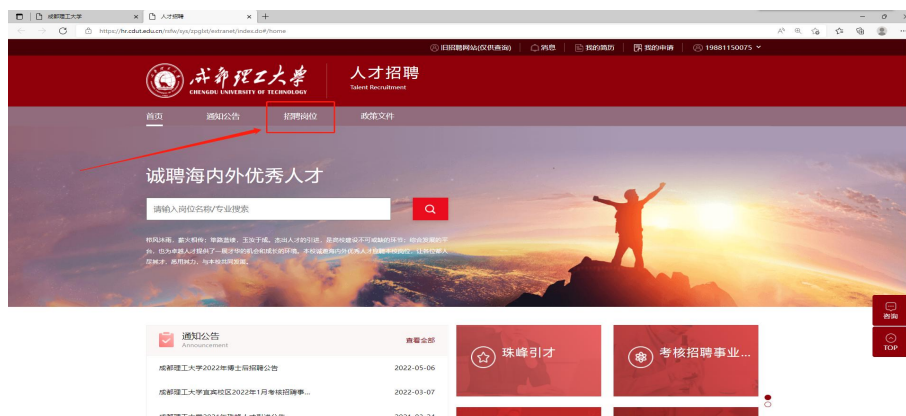 成都理工大学
人才招聘
https://hr.cdut.edu.cn/rsfw/sys/zpglxt/extranet/index.do#/home
旧招聘网站(仅供查询)
消息
我的简历
我的申请
19881150075
成都理工大学
CHENGDU UNIVERSITY OF TECHNOLOGY
人才招聘
Talent Recruitment
首页
通知公告
招聘岗位
政策文件
诚聘海内外优秀人才
请输入岗位名称/专业搜索
咨询
TOP
通知公告
Announcement
查看全部
成都理工大学2022年博士后招聘公告
2022-05-06
成都理工大学宜宾校区2022年1月考核招聘事...
2022-03-07
珠峰引才
考核招聘事业...